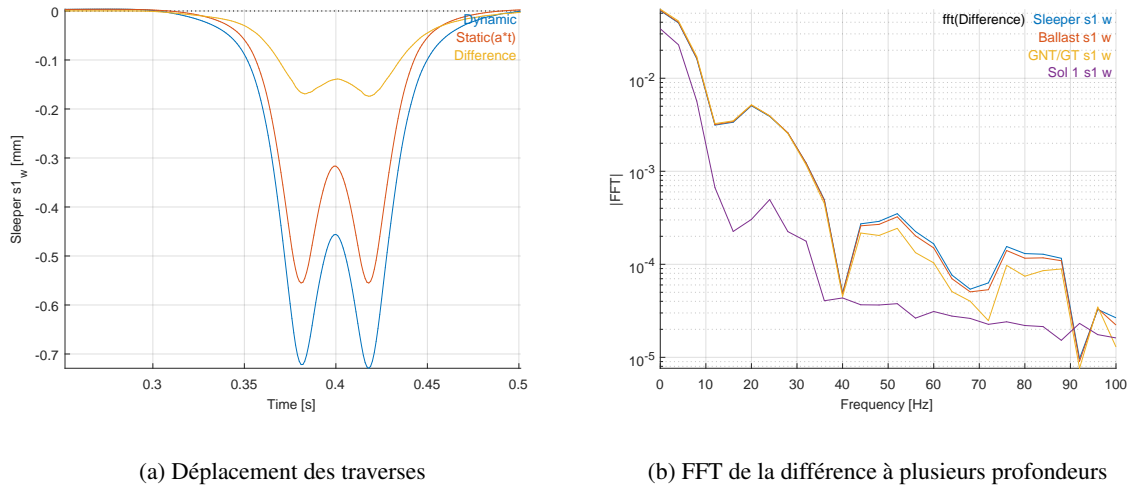 0
-0.1
-0.2
-0.3
-0.4
-0.5
-0.6
-0.7
Sleeper s1_w [mm]
Dynamic
Static(a*t)
Difference
0.3
0.35
0.4
0.45
0.5
Time [s]
10^-2
10^-3
10^-4
10^-5
|FFT|
fft(Difference)
Sleeper s1 w
Ballast s1 w
GNT/GT s1 w
Sol 1 s1 w
0
10
20
30
40
50
60
70
80
90
100
Frequency [Hz]
(a) Déplacement des traverses
(b) FFT de la différence à plusieurs profondeurs